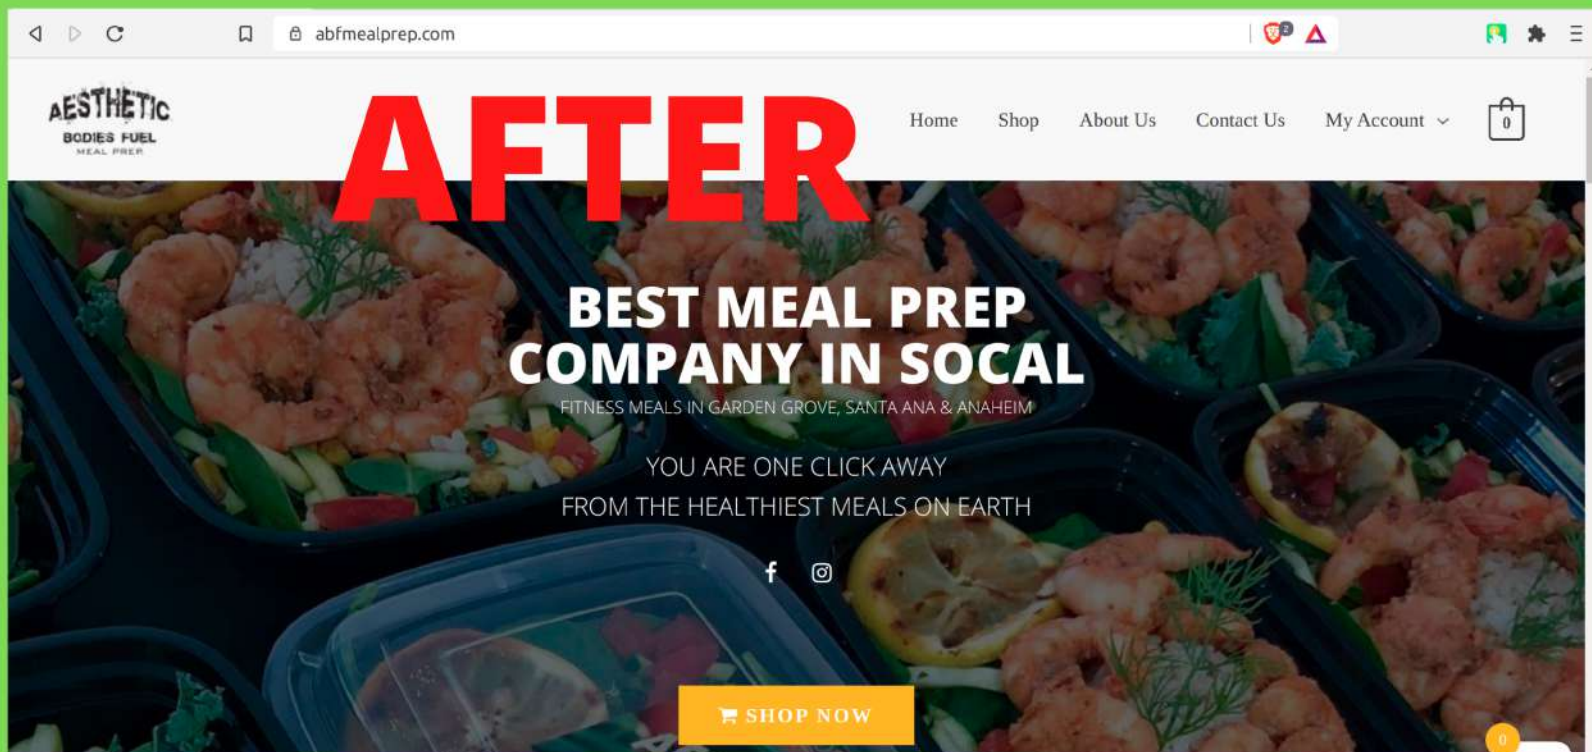 abfmealprep.com
2
AESTHETIC
BODIES FUEL
MEAL PREP
AFTER
Home Shop About Us Contact Us My Account 0
BEST MEAL PREP
COMPANY IN SOCAL
FITNESS MEALS IN GARDEN GROVE, SANTA ANA & ANAHEIM
YOU ARE ONE CLICK AWAY
FROM THE HEALTHIEST MEALS ON EARTH
SHOP NOW
0